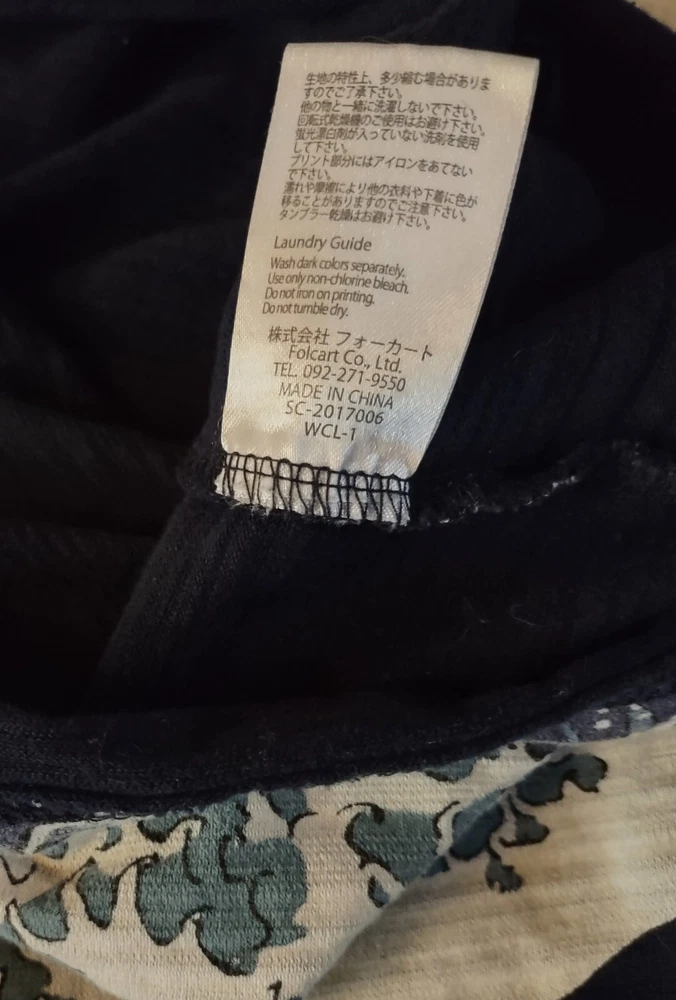 生地の特性上、多少縮む場合がありま
すのでご了承下さい。
他の物と一緒に洗濯しないで下さい。
回転式乾燥機のご使用はお避け下さい。
蛍光漂白剤が入っていない洗剤を使用
して下さい。
プリント部分にはアイロンをあてない
で下さい。
濡れや摩擦により他の衣料や下着に色が
移ることがありますのでご注意下さい。
タンブラー乾燥はお避け下さい。
Laundry Guide
Wash dark colors separately.
Use only non-chlorine bleach.
Do not iron on printing.
Do not tumble dry.
株式会社 フォーカート
Folcart Co., Ltd.
TEL. 092-271-9550
MADE IN CHINA
SC-2017006
WCL-1